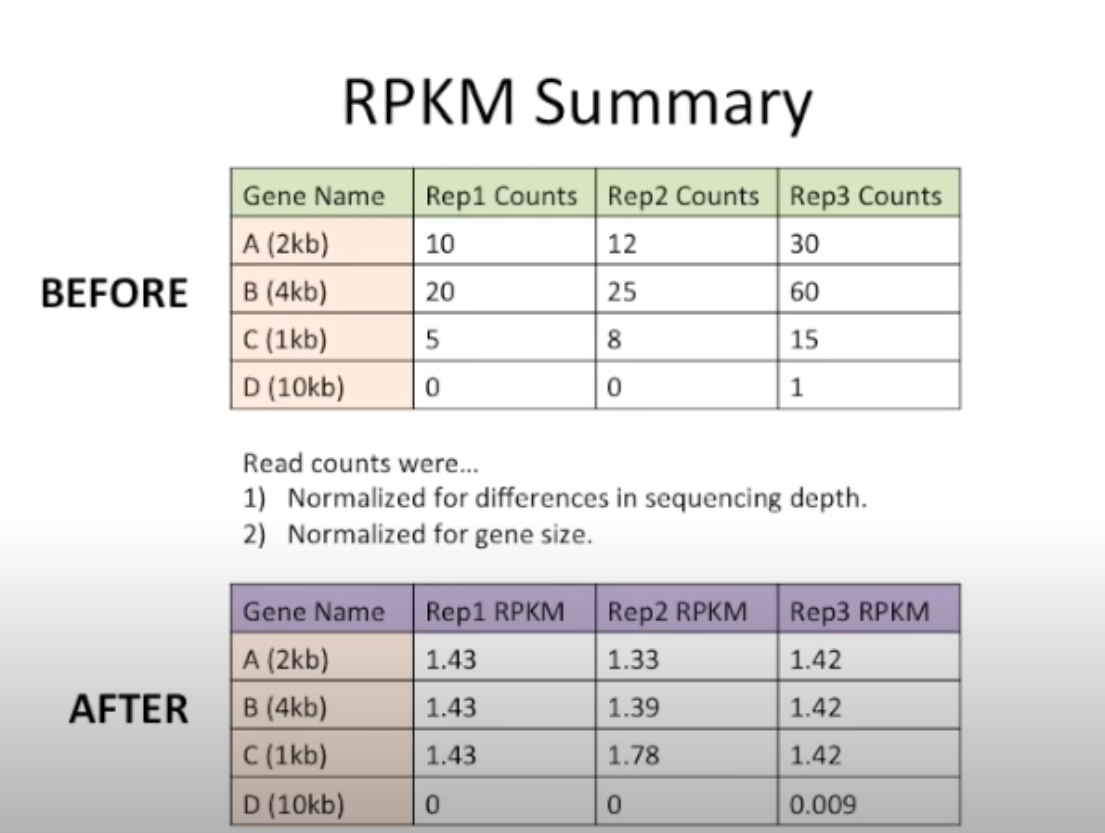 RPKM Summary
Gene Name Rep1 Counts Rep2 Counts Rep3 Counts
A (2kb) 10 12 30
BEFORE
B (4kb) 20 25 60
C (1kb) 5 8 15
D (10kb) 0 0 1
Read counts were...
1) Normalized for differences in sequencing depth.
2) Normalized for gene size.
Gene Name Rep1 RPKM Rep2 RPKM Rep3 RPKM
A (2kb) 1.43 1.33 1.42
AFTER
B (4kb) 1.43 1.39 1.42
C (1kb) 1.43 1.78 1.42
D (10kb) 0 0 0.009